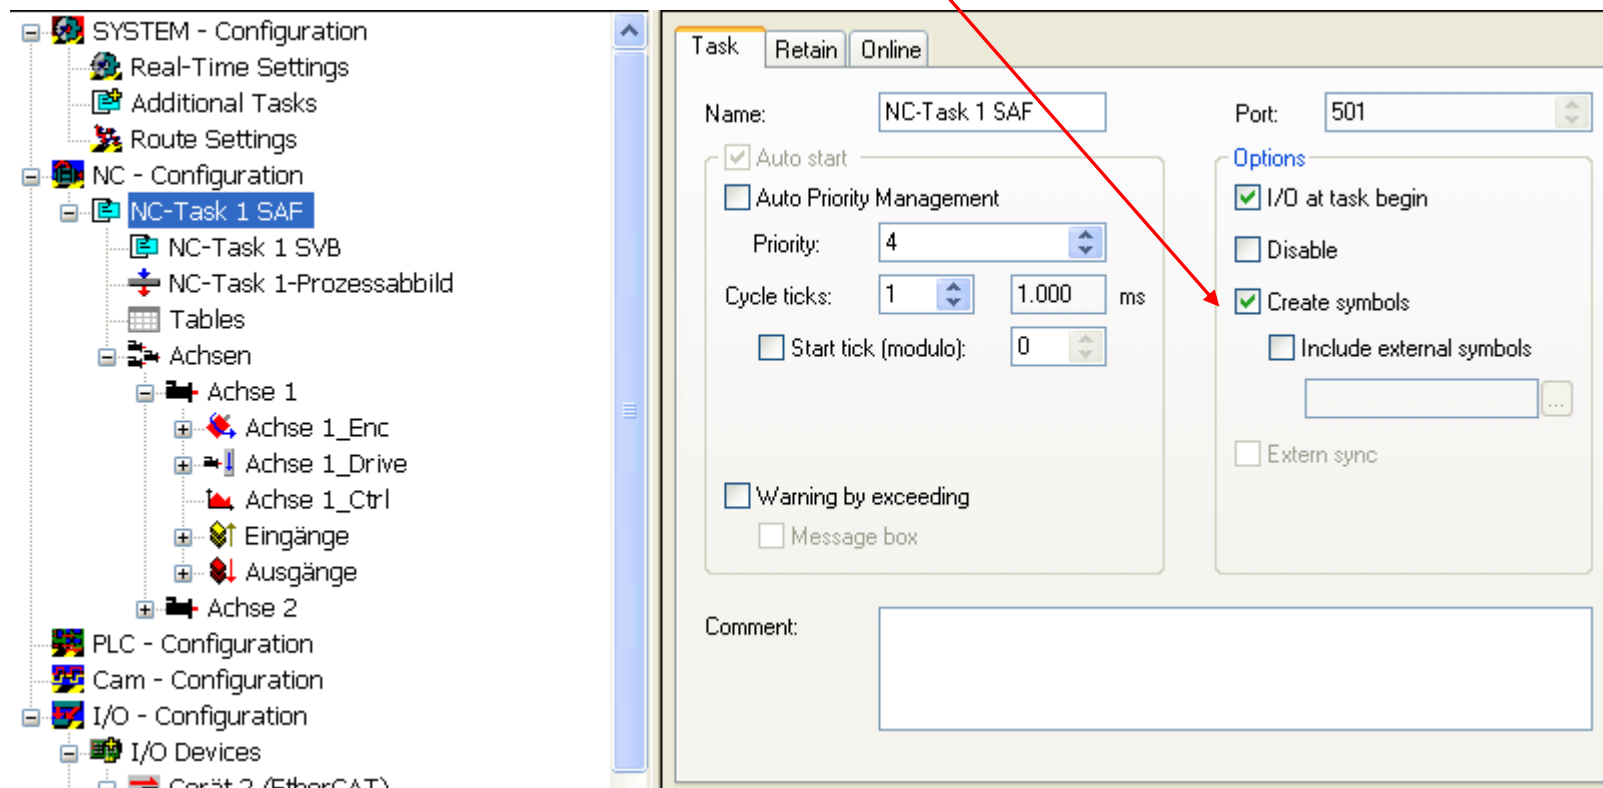 SYSTEM - Configuration
Real-Time Settings
Additional Tasks
Route Settings
NC - Configuration
NC-Task 1 SAF
NC-Task 1 SVB
NC-Task 1-Prozessabbild
Tables
Achsen
Achse 1
Achse 1_Enc
Achse 1_Drive
Achse 1_Ctrl
Eingänge
Ausgänge
Achse 2
PLC - Configuration
Cam - Configuration
I/O - Configuration
I/O Devices
Gerät 2 (EtherCAT)
Task Retain Online
Name: NC-Task 1 SAF
Auto start
Auto Priority Management
Priority: 4
Cycle ticks: 1 1.000 ms
Start tick (modulo): 0
Warning by exceeding
Message box
Port: 501
Options
I/O at task begin
Disable
Create symbols
Include external symbols
...
Extern sync
Comment: